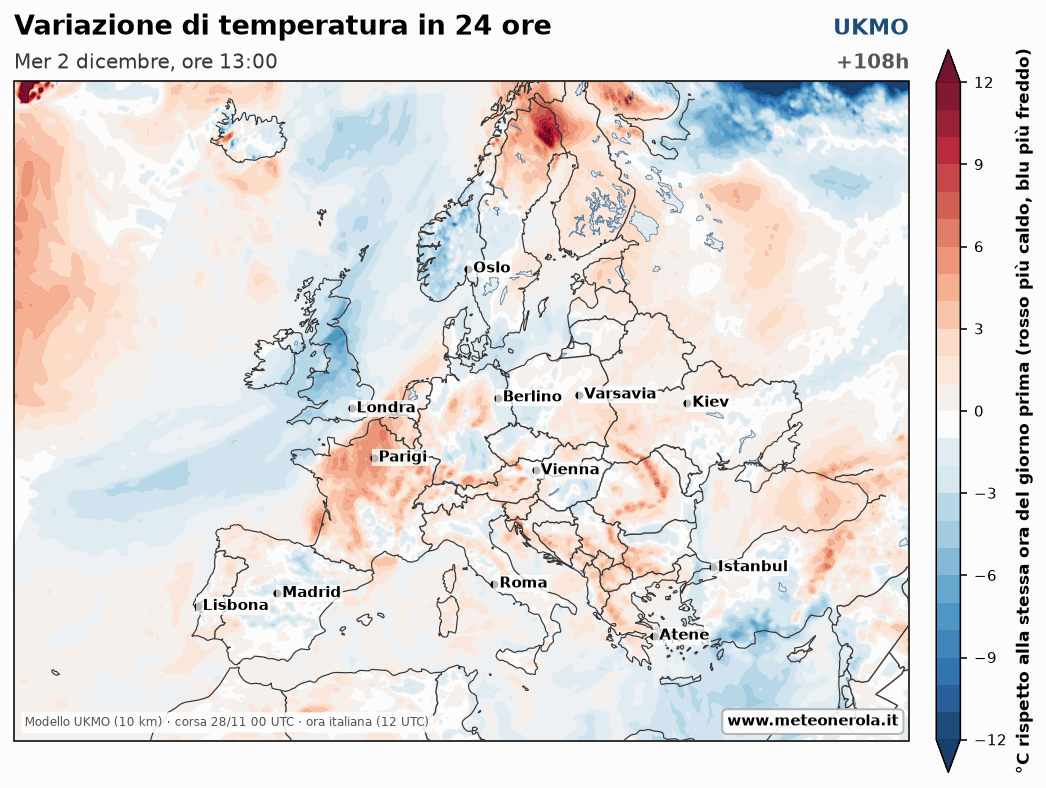 Variazione di temperatura in 24 ore
UKMO
Mer 2 dicembre, ore 13:00
+108h
Oslo
Londra
Berlino
Varsavia
Kiev
Parigi
Vienna
Istanbul
Roma
Madrid
Lisbona
Atene
Modello UKMO (10 km) · corsa 28/11 00 UTC · ora italiana (12 UTC)
www.meteonerola.it
12
9
6
3
0
−3
−6
−9
−12
°C rispetto alla stessa ora del giorno prima (rosso più caldo, blu più freddo)